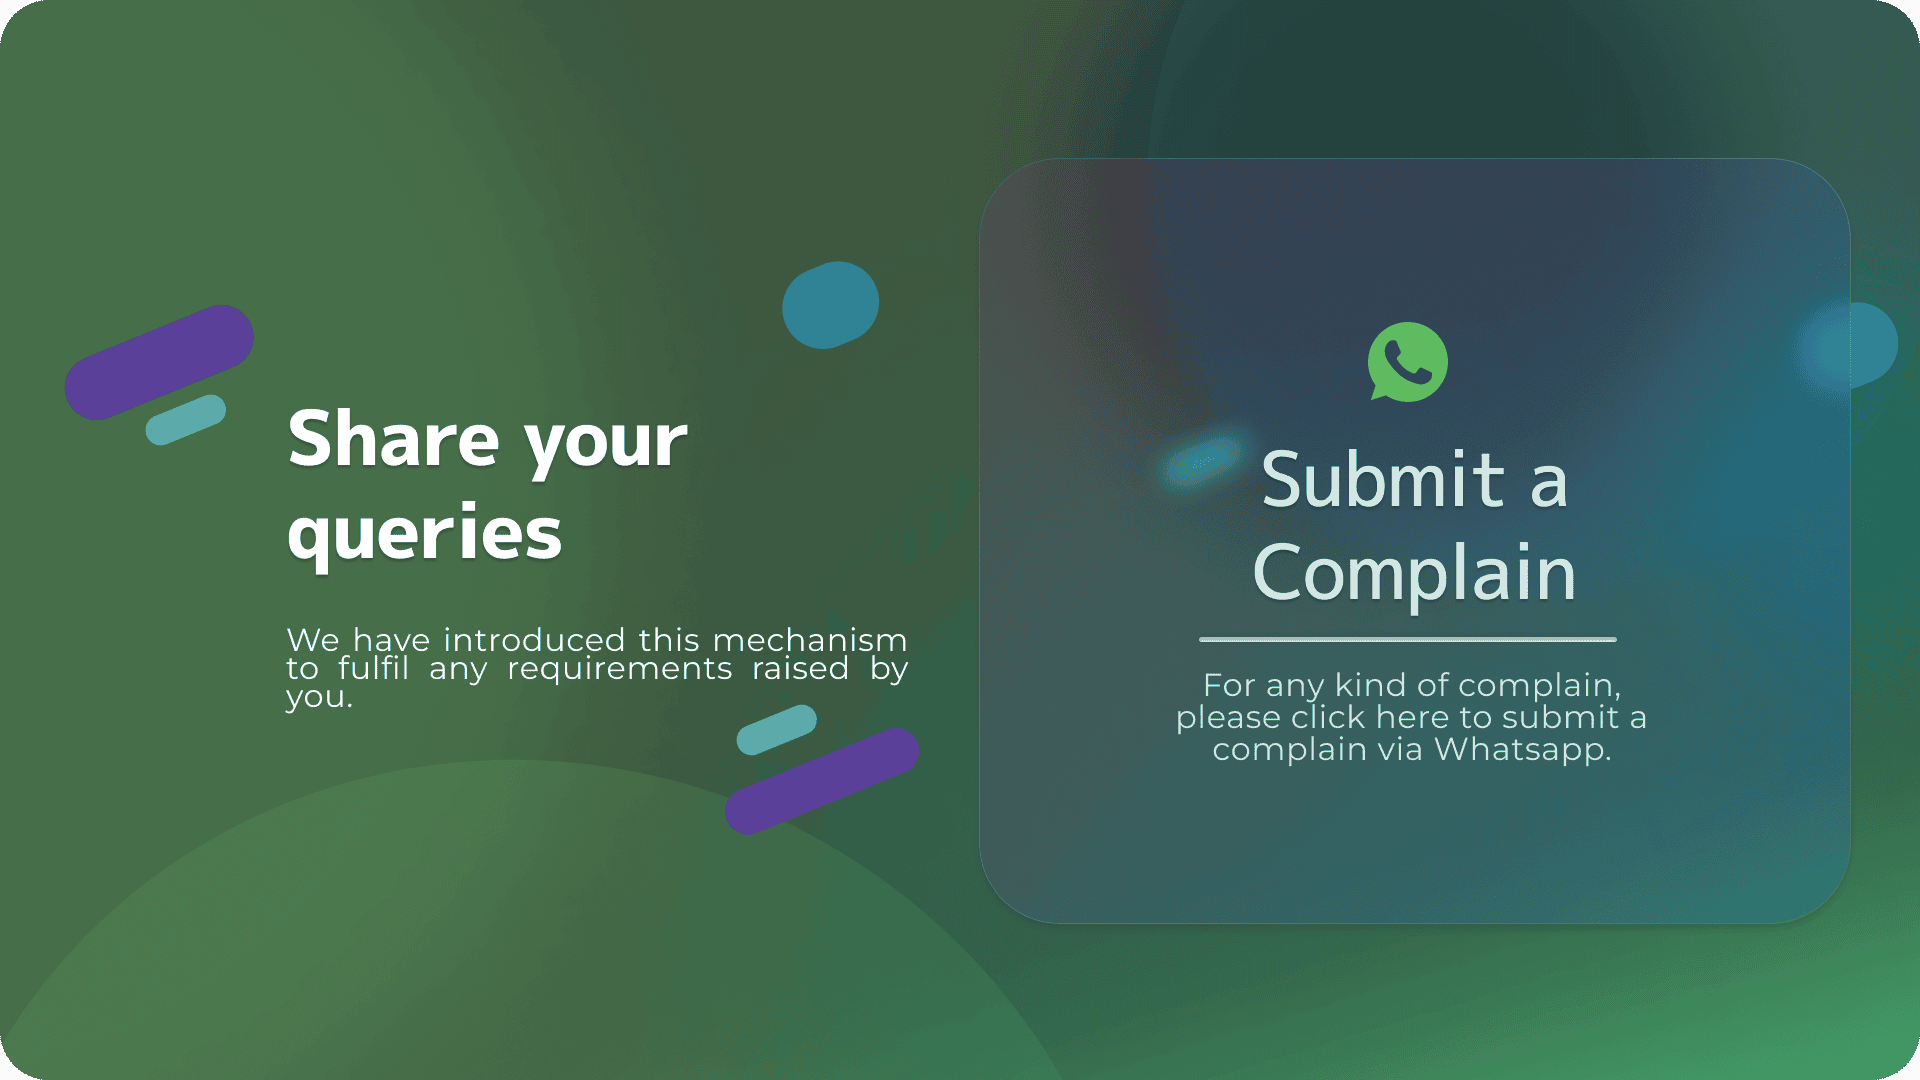 Share your
queries
We have introduced this mechanism
to fulfil any requirements raised by
you.
Submit a
Complain
For any kind of complain,
please click here to submit a
complain via Whatsapp.